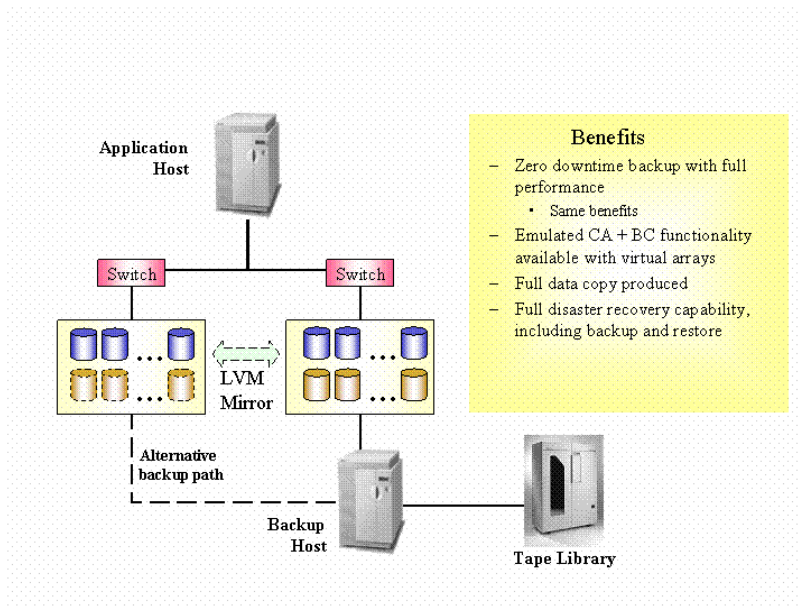 Application
Host
Switch
Switch
...
...
...
...
LVM
Mirror
Alternative
backup path
Backup
Host
Tape Library
Benefits
– Zero downtime backup with full
performance
• Same benefits
– Emulated CA + BC functionality
available with virtual arrays
– Full data copy produced
– Full disaster recovery capability,
including backup and restore